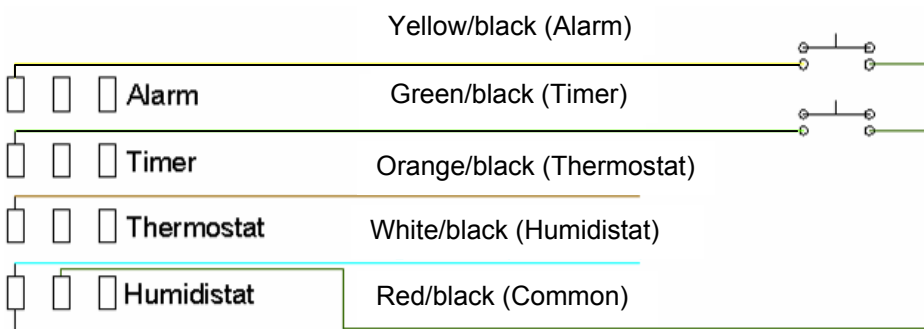 Yellow/black (Alarm)
Alarm
Green/black (Timer)
Timer
Orange/black (Thermostat)
Thermostat
White/black (Humidistat)
Humidistat
Red/black (Common)